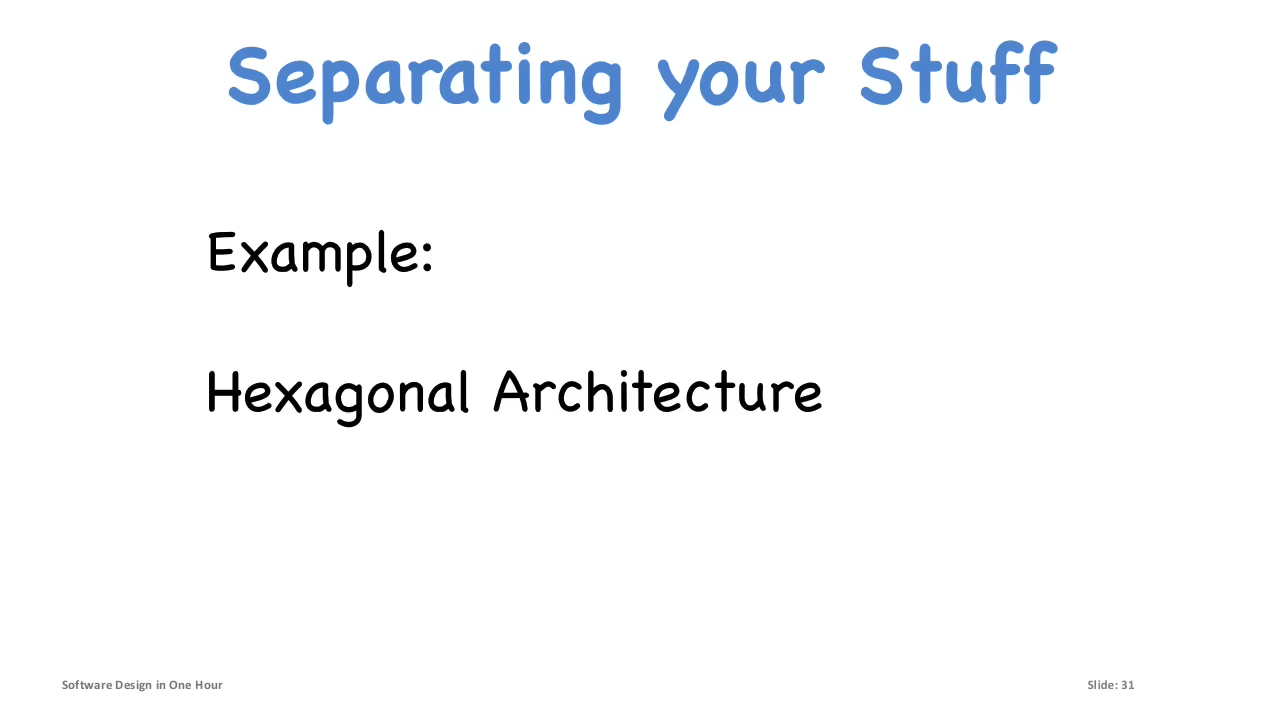 Separating your Stuff
Example:
Hexagonal Architecture
Software Design in One Hour
Slide: 31